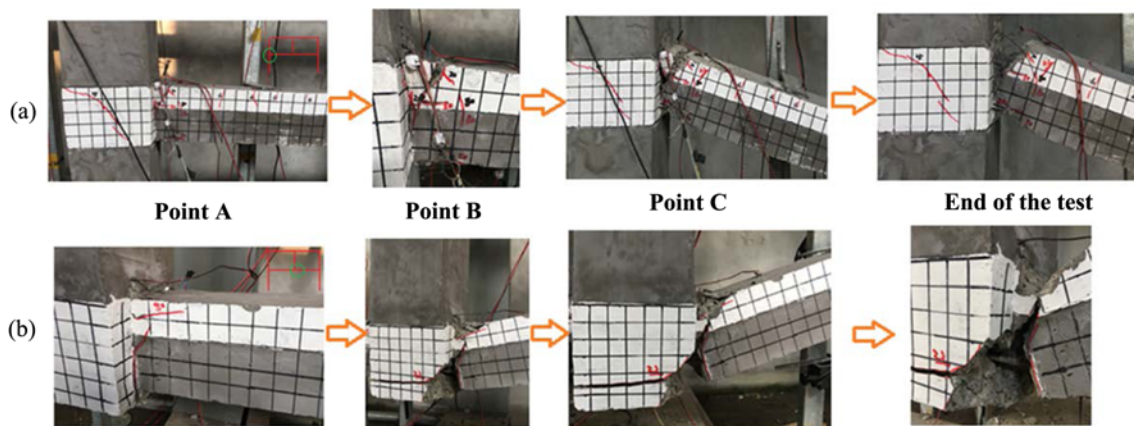 (a)
Point A
Point B
Point C
End of the test
(b)